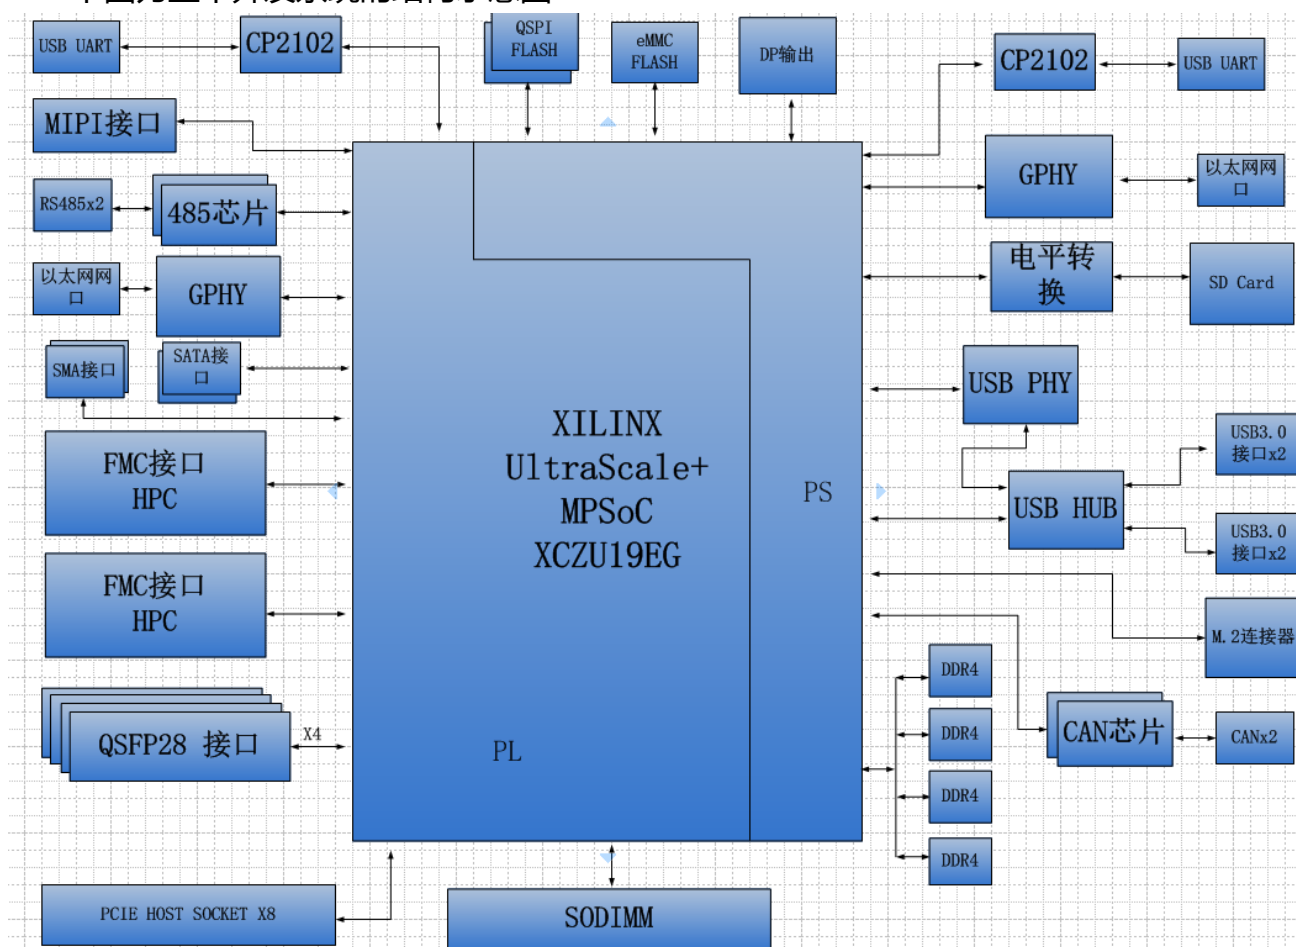 USB UART
CP2102
QSPI
FLASH
eMMC
FLASH
DP输出
CP2102
USB UART
MIPI接口
GPHY
以太网网
口
RS485x2
485芯片
以太网网
口
GPHY
电平转
换
SD Card
SMA接口
SATA接
口
USB PHY
XILINX
UltraScale+
MPSoC
XCZU19EG
PS
PL
FMC接口
HPC
USB HUB
USB3.0
接口x2
USB3.0
接口x2
FMC接口
HPC
M.2连接器
DDR4
DDR4
DDR4
DDR4
CAN芯片
CANx2
QSFP28 接口
X4
PCIE HOST SOCKET X8
SODIMM